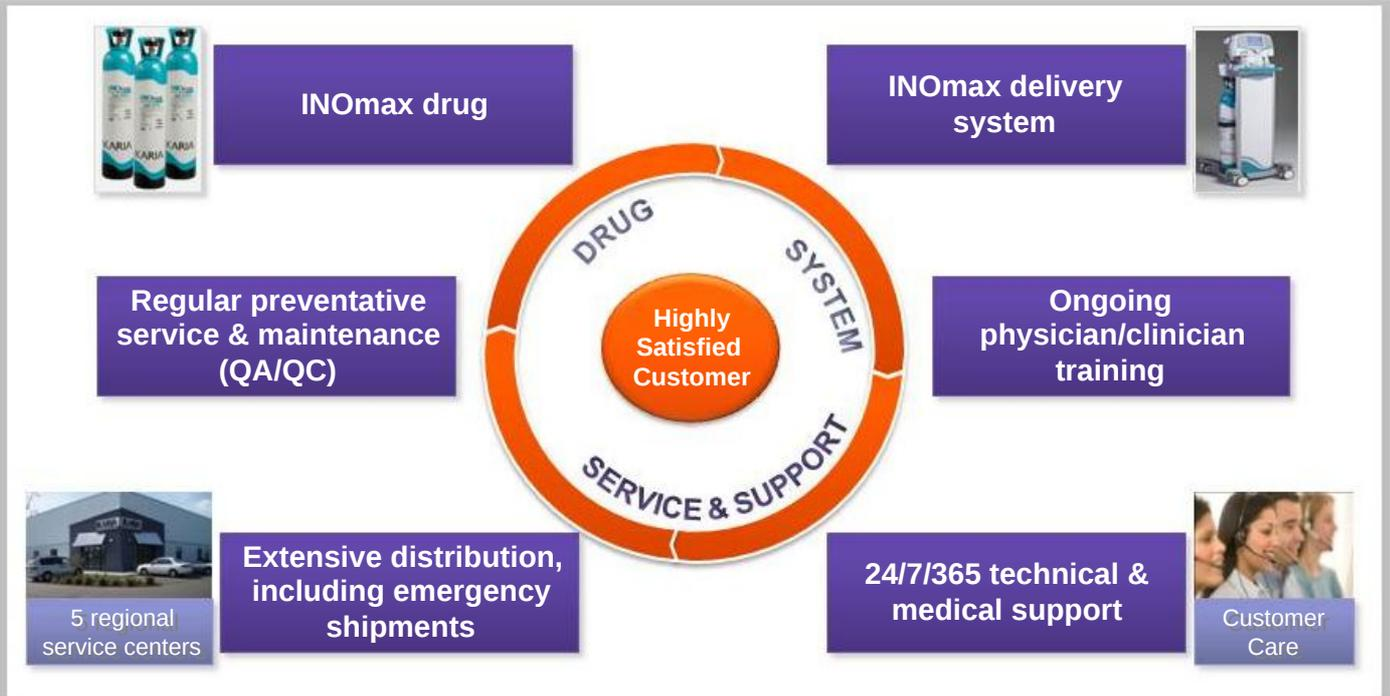 INOmax drug
INOmax delivery
system
DRUG
SYSTEM
SERVICE & SUPPORT
Highly
Satisfied
Customer
Regular preventative
service & maintenance
(QA/QC)
Ongoing
physician/clinician
training
Extensive distribution,
including emergency
shipments
5 regional
service centers
24/7/365 technical &
medical support
Customer
Care
IKARIA